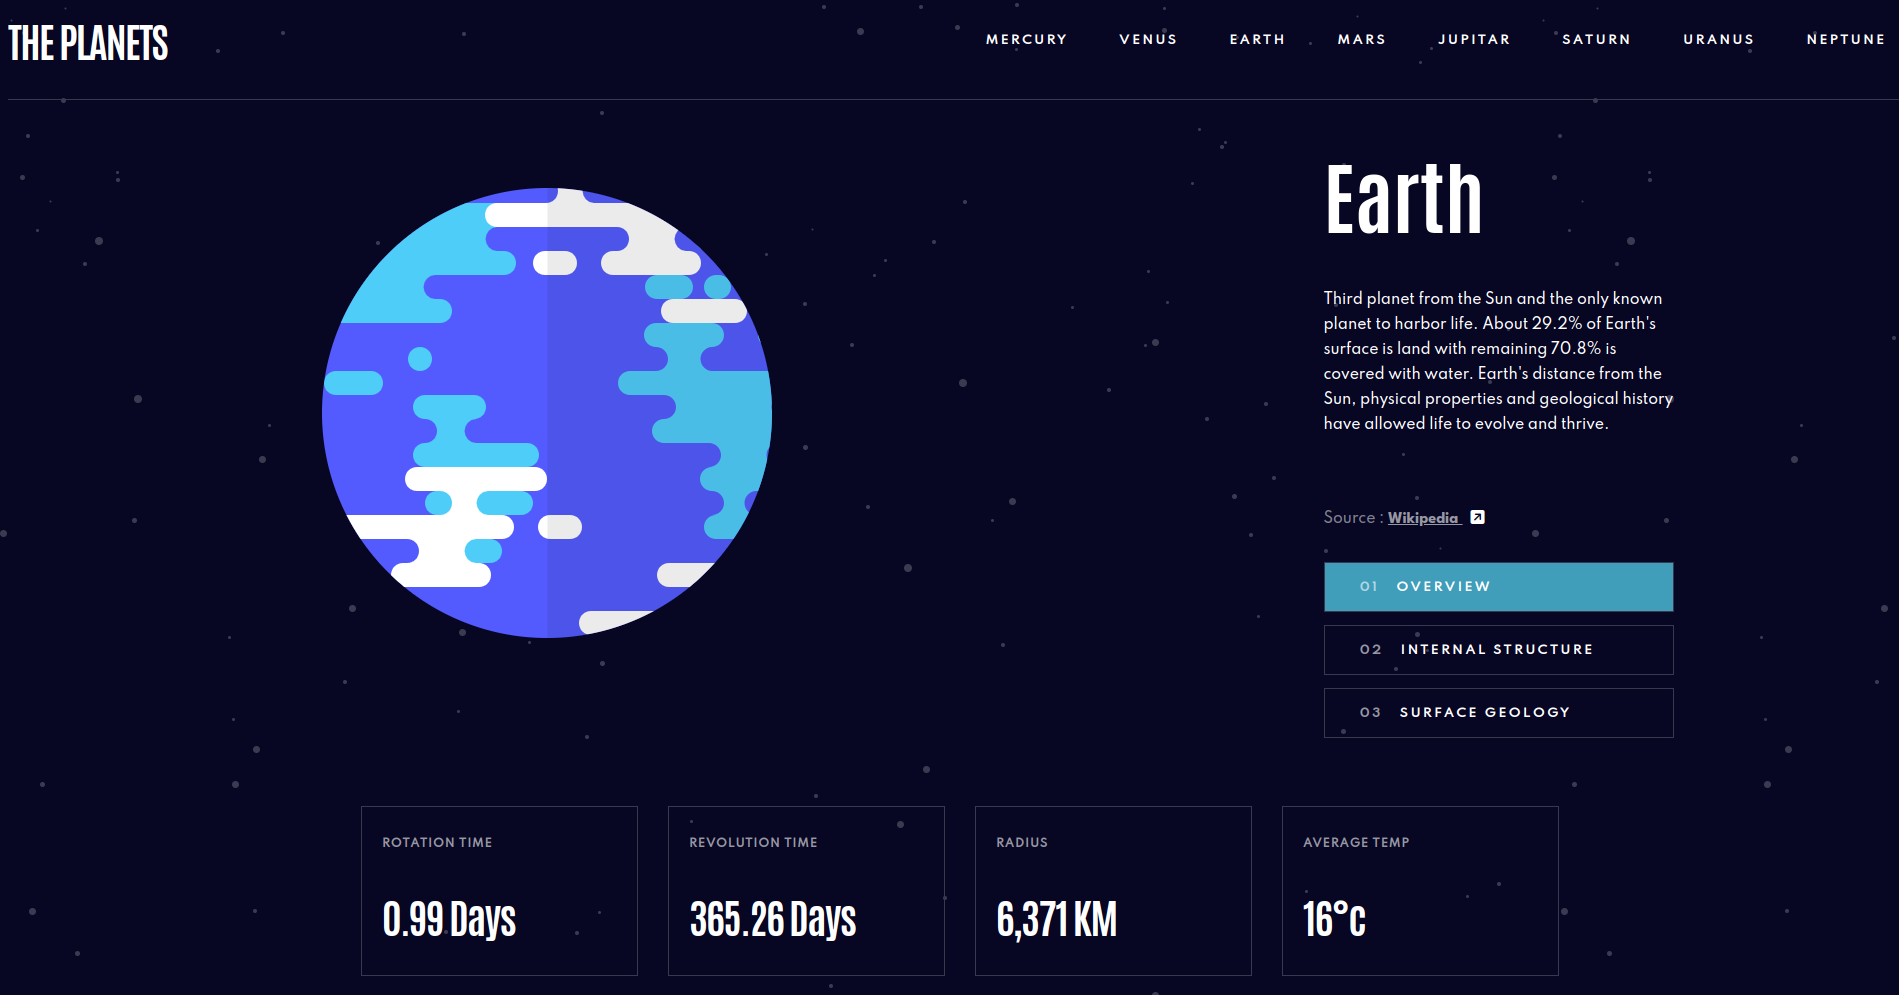 THE PLANETS
MERCURY VENUS EARTH MARS JUPITAR SATURN URANUS NEPTUNE
Earth
Third planet from the Sun and the only known
planet to harbor life. About 29.2% of Earth's
surface is land with remaining 70.8% is
covered with water. Earth's distance from the
Sun, physical properties and geological history
have allowed life to evolve and thrive.
Source : Wikipedia
01 OVERVIEW
02 INTERNAL STRUCTURE
03 SURFACE GEOLOGY
ROTATION TIME
0.99 Days
REVOLUTION TIME
365.26 Days
RADIUS
6,371 KM
AVERAGE TEMP
16°c